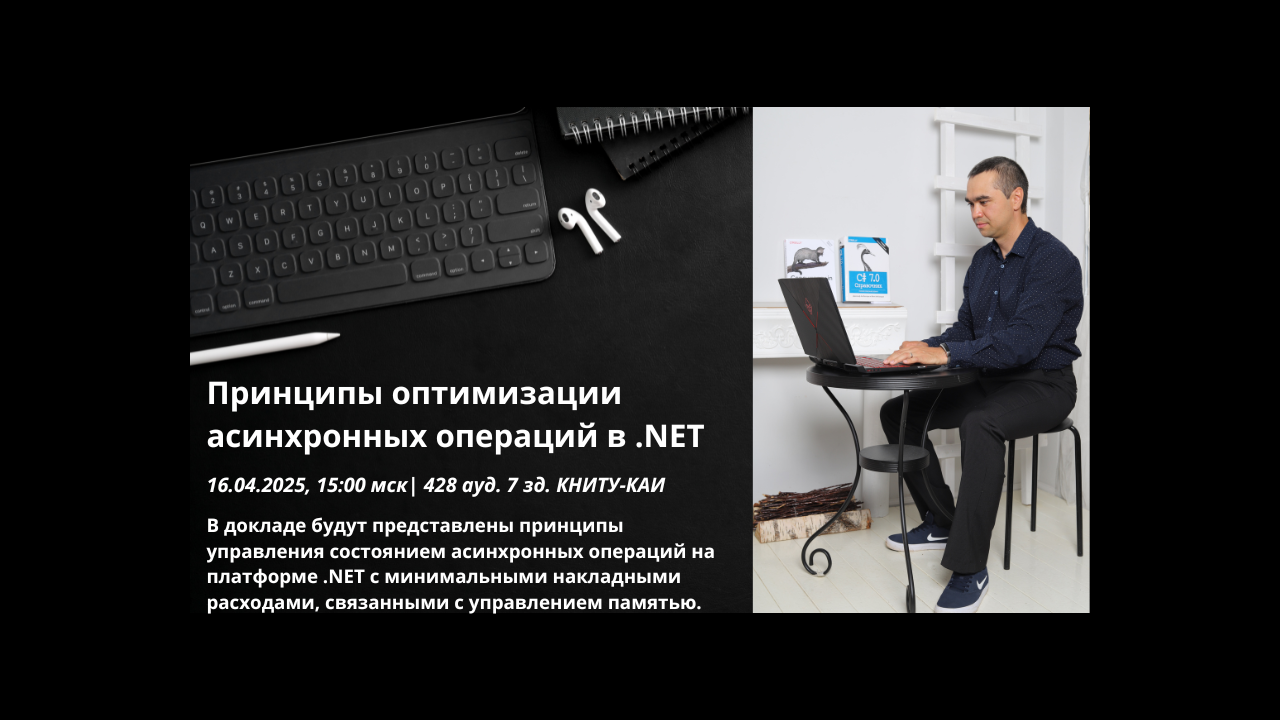 Принципы оптимизации
асинхронных операций в .NET
16.04.2025, 15:00 мск| 428 ауд. 7 зд. КНИТУ-КАИ
В докладе будут представлены принципы
управления состоянием асинхронных операций на
платформе .NET с минимальными накладными
расходами, связанными с управлением памятью.
C# 7.0
Справочник